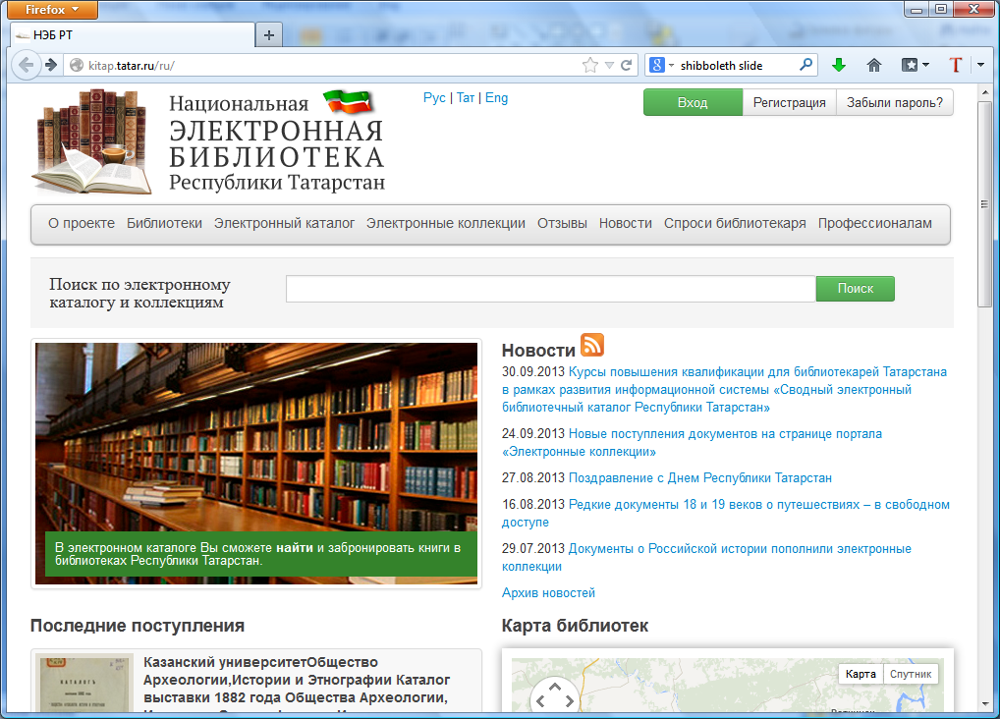 Firefox
НЭБ РТ
kitap.tatar.ru/ru/
shibboleth slide
Национальная
ЭЛЕКТРОННАЯ
БИБЛИОТЕКА
Республики Татарстан
Рус | Тат | Eng
Вход Регистрация Забыли пароль?
О проекте Библиотеки Электронный каталог Электронные коллекции Отзывы Новости Спроси библиотекаря Профессионалам
Поиск по электронному
каталогу и коллекциям
Поиск
В электронном каталоге Вы сможете найти и забронировать книги в
библиотеках Республики Татарстан.
Новости
30.09.2013 Курсы повышения квалификации для библиотекарей Татарстана
в рамках развития информационной системы «Сводный электронный
библиотечный каталог Республики Татарстан»
24.09.2013 Новые поступления документов на странице портала
«Электронные коллекции»
27.08.2013 Поздравление с Днем Республики Татарстан
16.08.2013 Редкие документы 18 и 19 веков о путешествиях – в свободном
доступе
29.07.2013 Документы о Российской истории пополнили электронные
коллекции
Архив новостей
Последние поступления
КАТАЛОГЪ
Казанский университетОбщество
Археологии,Истории и Этнографии Каталог
выставки 1882 года Общества Археологии,
Карта библиотек
Карта Спутник